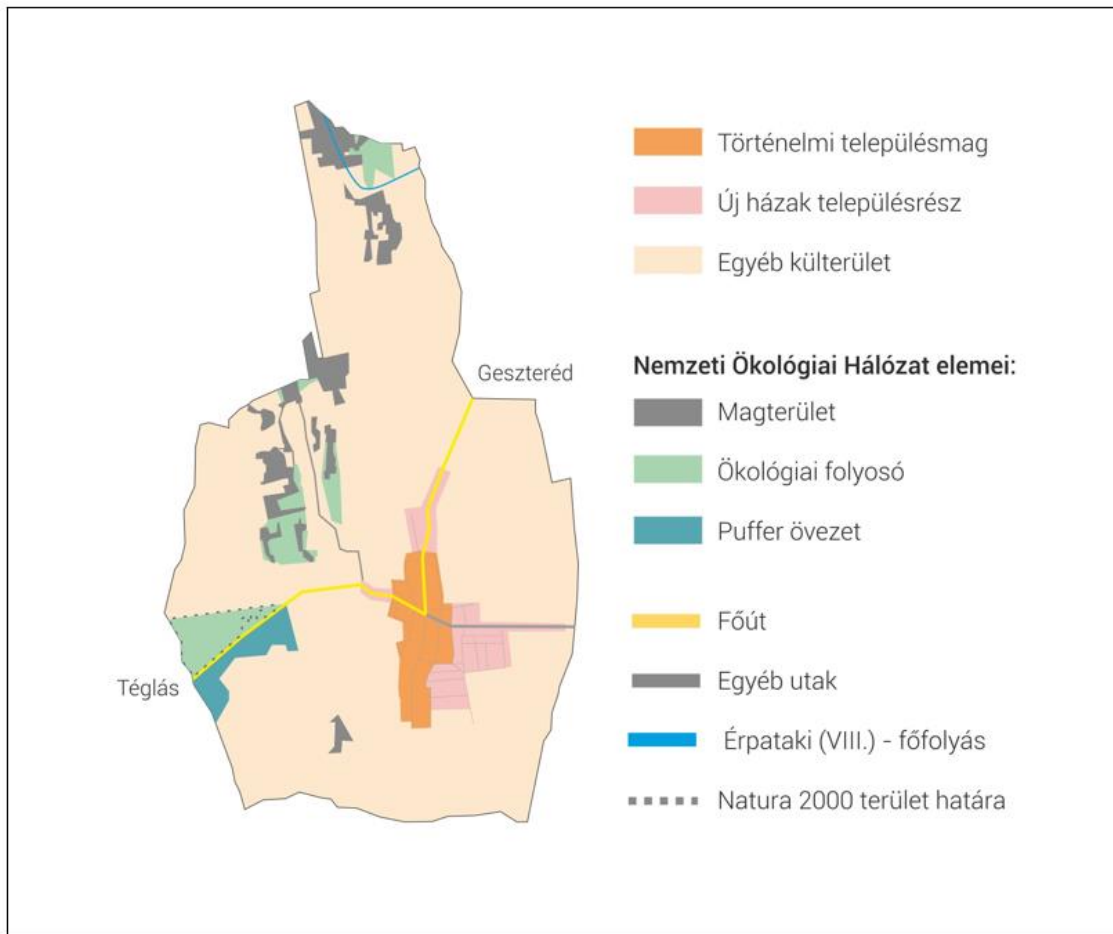 Történelmi településmag
Új házak településrész
Egyéb külterület
Geszteréd
Nemzeti Ökológiai Hálózat elemei:
Magterület
Ökológiai folyosó
Puffer övezet
Főút
Téglás
Egyéb utak
Érpataki (VIII.) - főfolyás
Natura 2000 terület határa